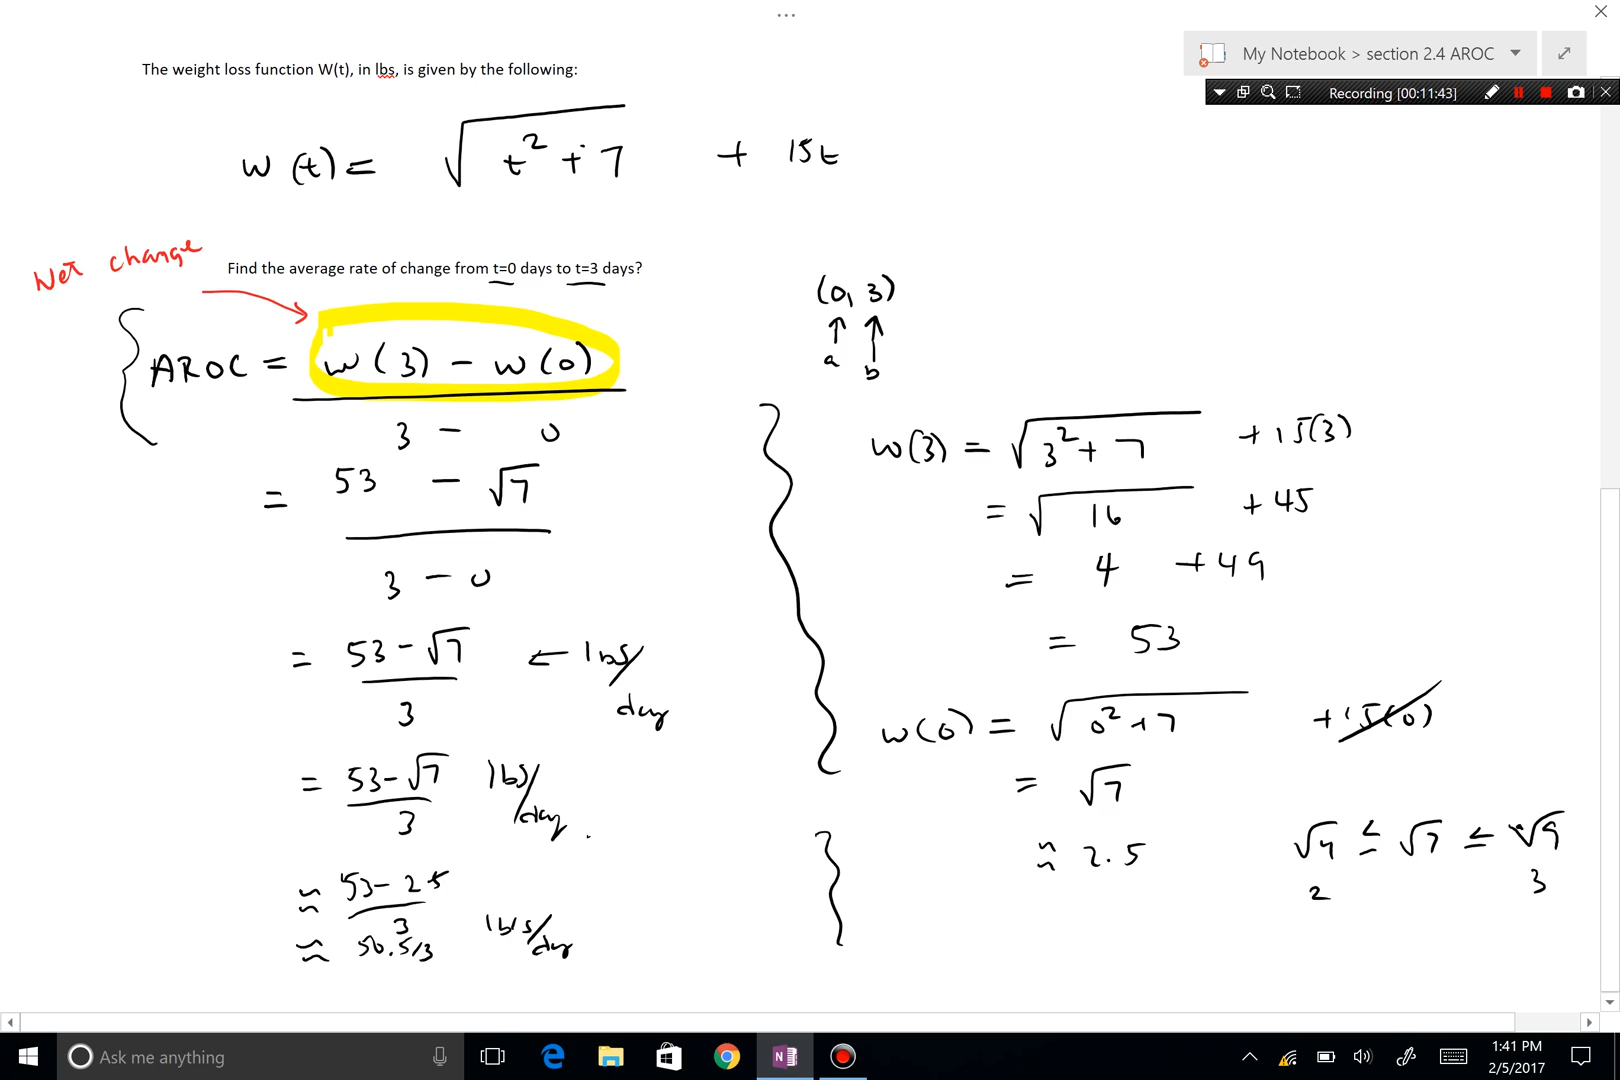 ...
My Notebook > section 2.4 AROC
Recording [00:11:43]
The weight loss function W(t), in lbs, is given by the following:
w(t) = √(t² + 7) + 15t
Net change
Find the average rate of change from t=0 days to t=3 days?
(0, 3)
a b
AROC = w(3) - w(0)
3 - 0
= 53 - √7
3 - 0
= 53 - √7 ← lbs/day
3
= 53 - √7 lbs/day.
3
≈ 53 - 2.5
3
≈ 50.5/3 lbs/day
w(3) = √(3² + 7) + 15(3)
= √16 + 45
= 4 + 49
= 53
w(0) = √(0² + 7) + 15(0)
= √7
≈ 2.5
√4 ≤ √7 ≤ √9
2 3
Ask me anything
1:41 PM
2/5/2017